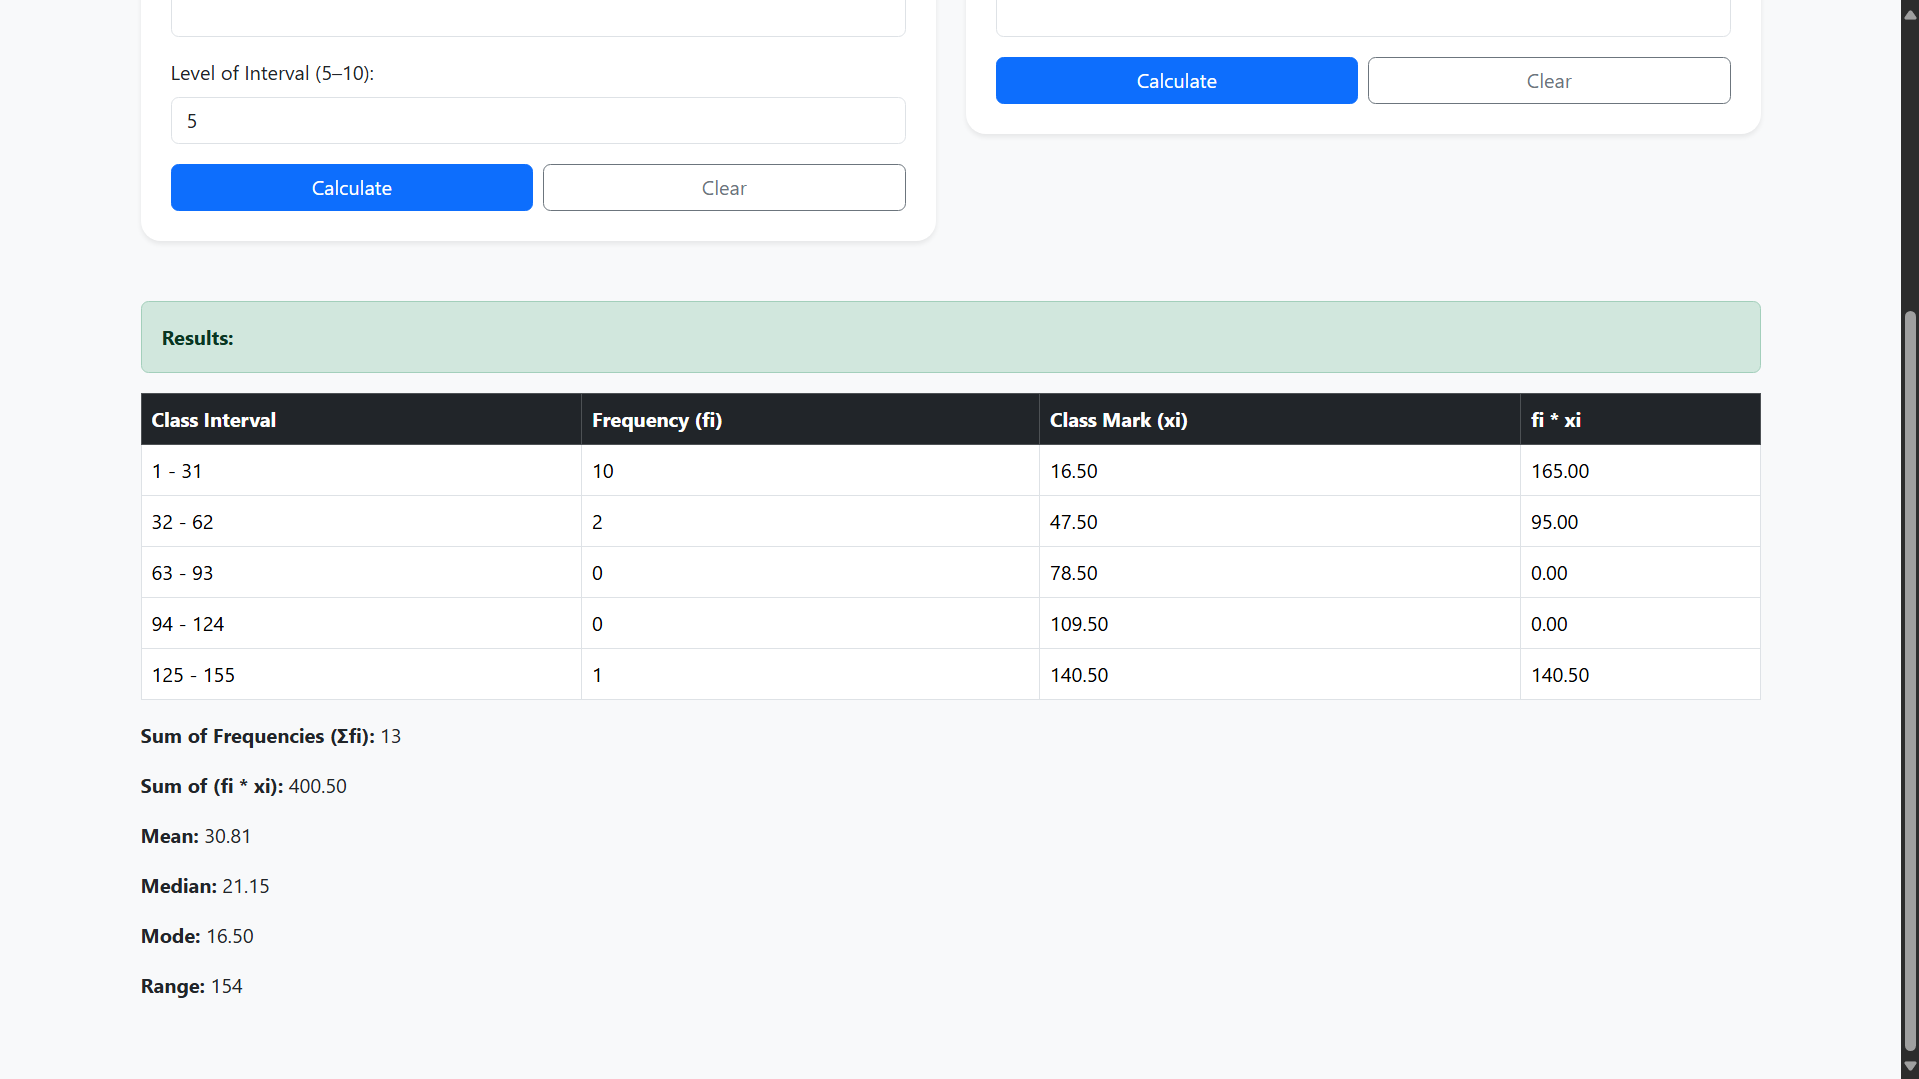 Level of Interval (5–10):
5
Calculate Clear
Calculate Clear
Results:
Class Interval Frequency (fi) Class Mark (xi) fi * xi
1 - 31 10 16.50 165.00
32 - 62 2 47.50 95.00
63 - 93 0 78.50 0.00
94 - 124 0 109.50 0.00
125 - 155 1 140.50 140.50
Sum of Frequencies (Σfi): 13
Sum of (fi * xi): 400.50
Mean: 30.81
Median: 21.15
Mode: 16.50
Range: 154